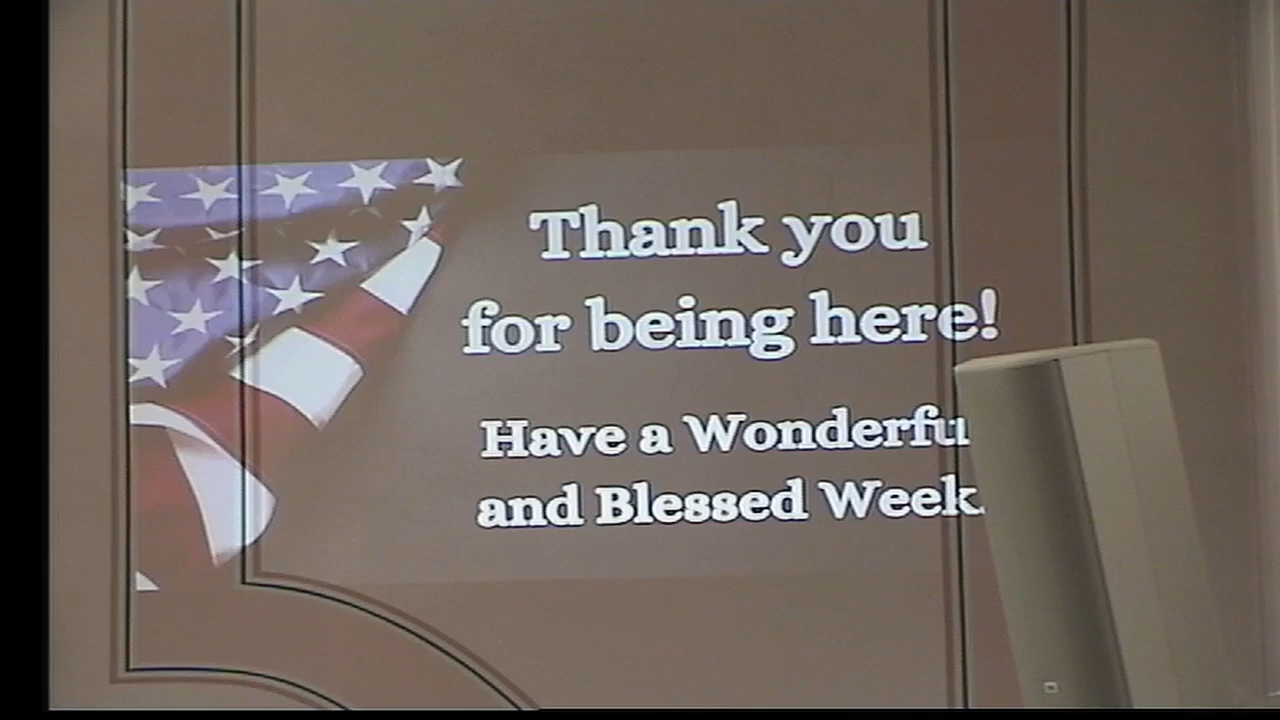 Thank you
for being here!
Have a Wonderfu
and Blessed Week.